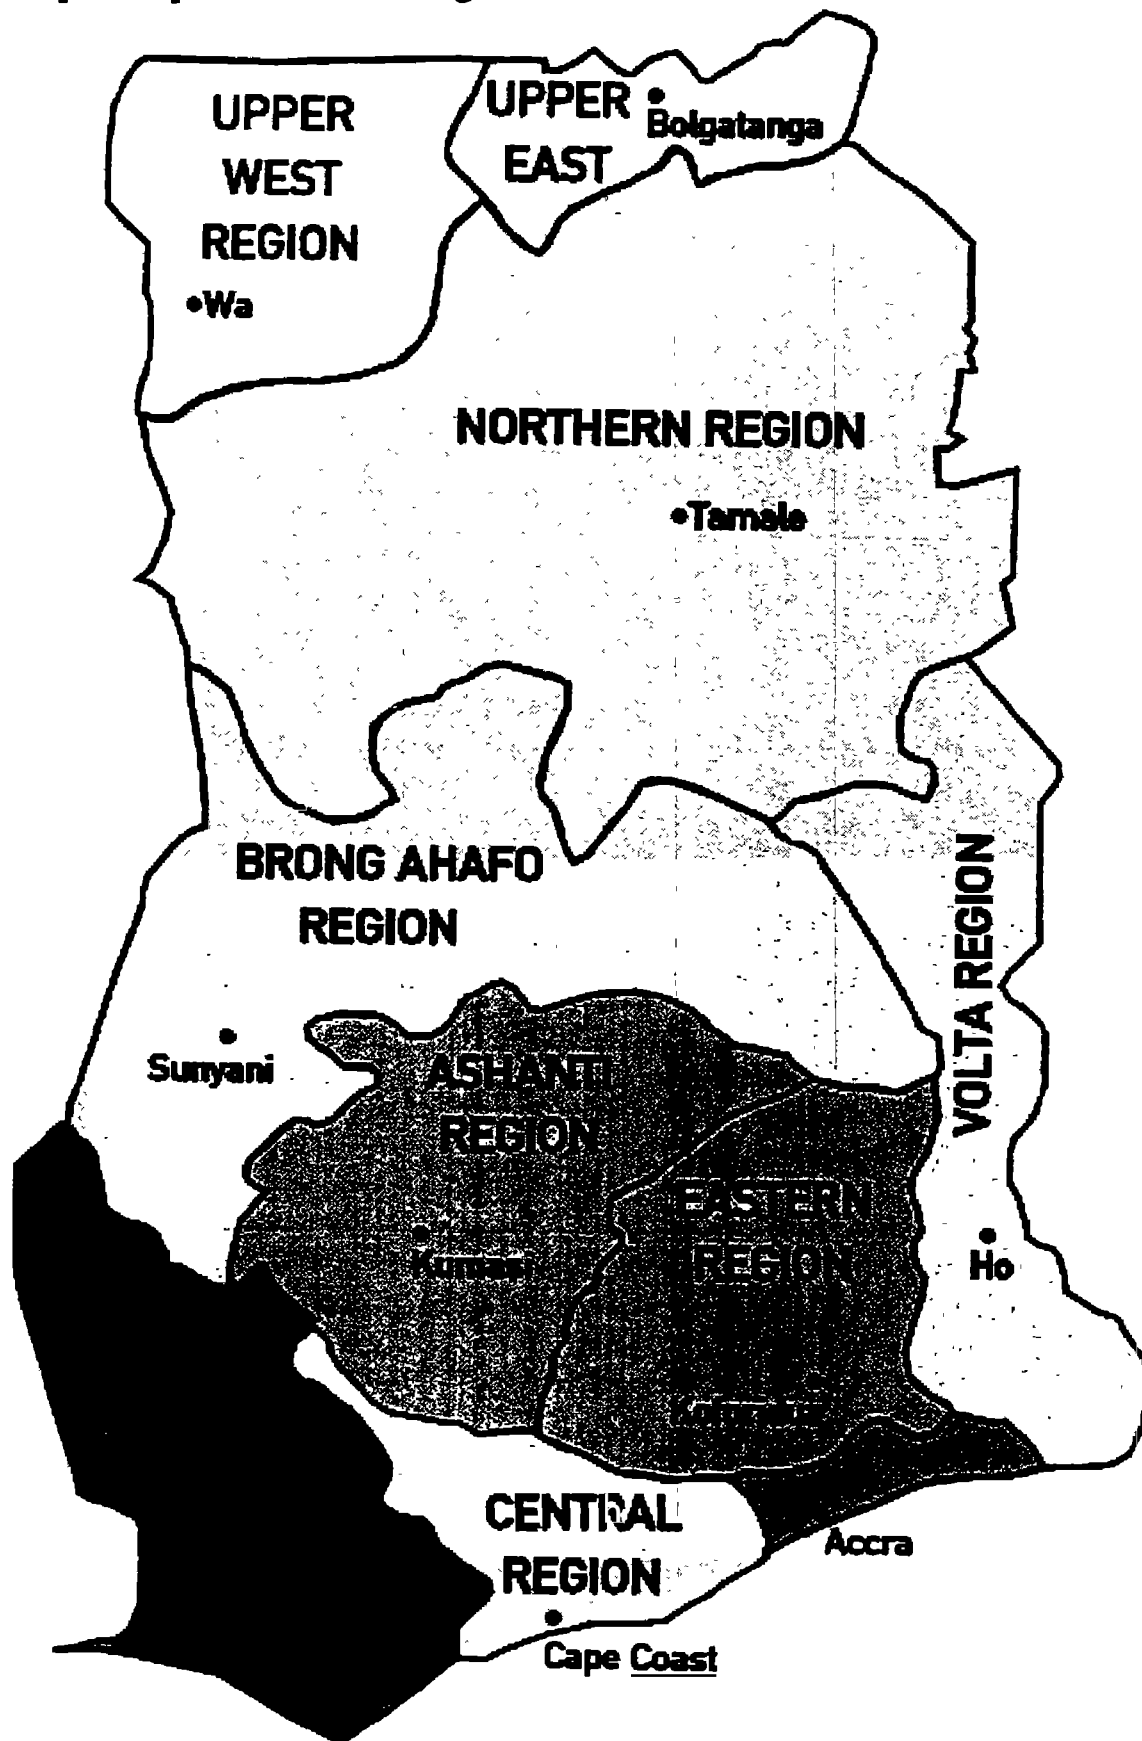 UPPER
WEST
REGION
•Wa
UPPER
EAST
Bolgatanga
NORTHERN REGION
•Tamale
BRONG AHAFO
REGION
Sunyani
ASHANTI
REGION
Kumasi
EASTERN
REGION
VOLTA REGION
Ho
CENTRAL
REGION
Accra
Cape Coast